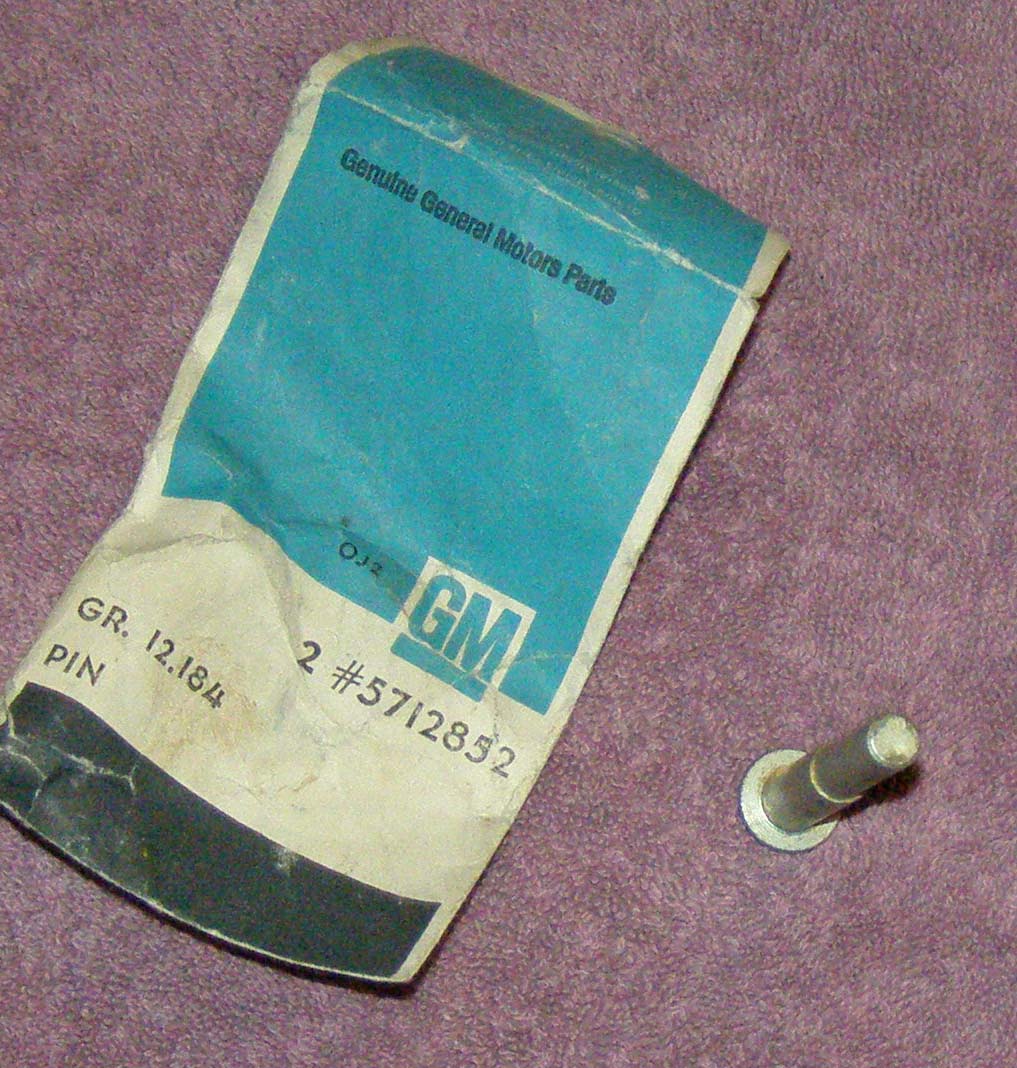 Genuine General Motors Parts
OJ2
GM
GR. 12.184
2 #5712852
PIN